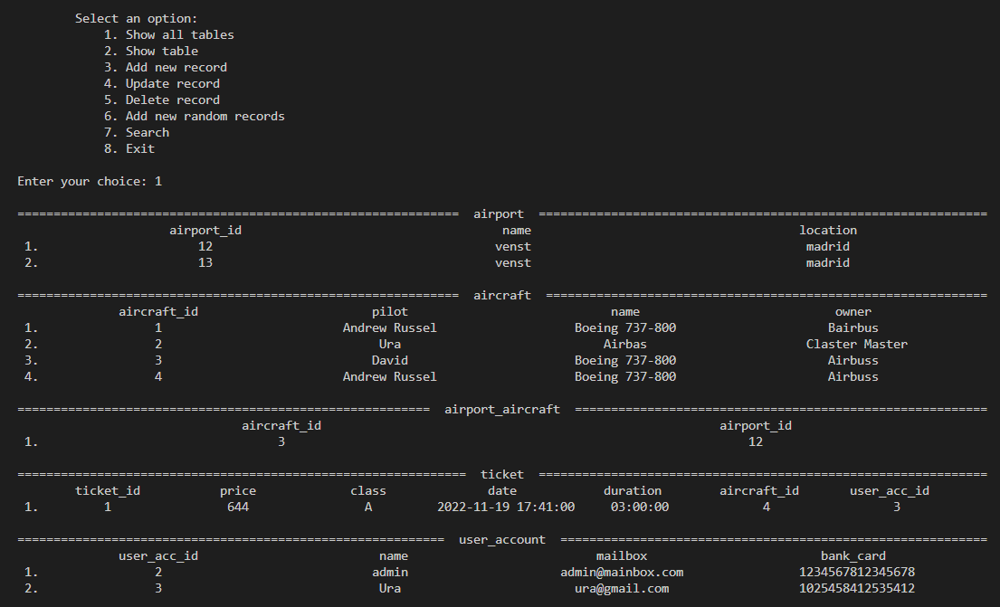 Select an option:
1. Show all tables
2. Show table
3. Add new record
4. Update record
5. Delete record
6. Add new random records
7. Search
8. Exit
Enter your choice: 1
============================================================= airport ==============================================================
airport_id name location
1. 12 venst madrid
2. 13 venst madrid
============================================================= aircraft =============================================================
aircraft_id pilot name owner
1. 1 Andrew Russel Boeing 737-800 Bairbus
2. 2 Ura Airbas Claster Master
3. 3 David Boeing 737-800 Airbuss
4. 4 Andrew Russel Boeing 737-800 Airbuss
========================================================= airport_aircraft =========================================================
aircraft_id airport_id
1. 3 12
============================================================== ticket ==============================================================
ticket_id price class date duration aircraft_id user_acc_id
1. 1 644 A 2022-11-19 17:41:00 03:00:00 4 3
=========================================================== user_account ===========================================================
user_acc_id name mailbox bank_card
1. 2 admin admin@mainbox.com 1234567812345678
2. 3 Ura ura@gmail.com 1025458412535412